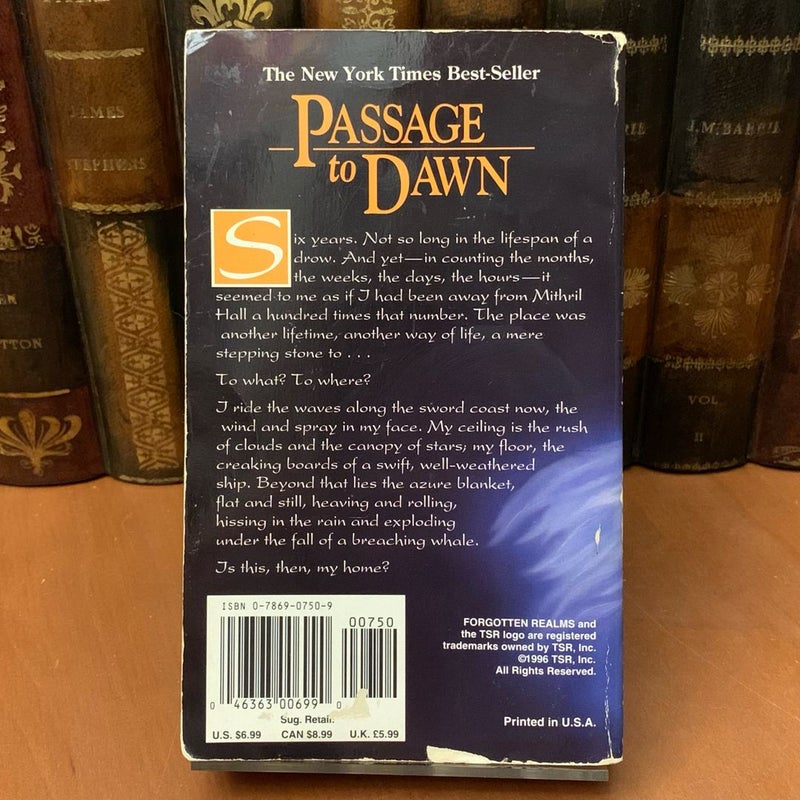 The New York Times Best-Seller
PASSAGE
to DAWN
Six years. Not so long in the lifespan of a
drow. And yet—in counting the months,
the weeks, the days, the hours—it
seemed to me as if I had been away from Mithril
Hall a hundred times that number. The place was
another lifetime, another way of life, a mere
stepping stone to . . .
To what? To where?
I ride the waves along the sword coast now, the
wind and spray in my face. My ceiling is the rush
of clouds and the canopy of stars; my floor, the
creaking boards of a swift, well-weathered
ship. Beyond that lies the azure blanket,
flat and still, heaving and rolling,
hissing in the rain and exploding
under the fall of a breaching whale.
Is this, then, my home?
ISBN 0-7869-0750-9
00750
0 46363 00699 0
Sug. Retail
U.S. $6.99 CAN $8.99 U.K. £5.99
FORGOTTEN REALMS and
the TSR logo are registered
trademarks owned by TSR, Inc.
©1996 TSR, Inc.
All Rights Reserved.
Printed in U.S.A.
JAMES
STEPHENS
J.M. BARRIE
VOL
II